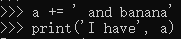 >>> a += ' and banana'
>>> print('I have', a)